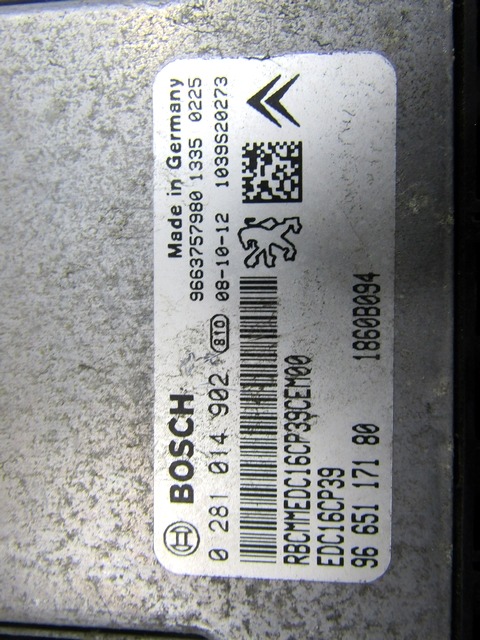 BOSCH Made in Germany
9663757980 1335 0225
0 281 014 902 810 08-10-12 1039S20273
RBCMMEDC16CP39CEM00
EDC16CP39
96 651 171 80 1860B094